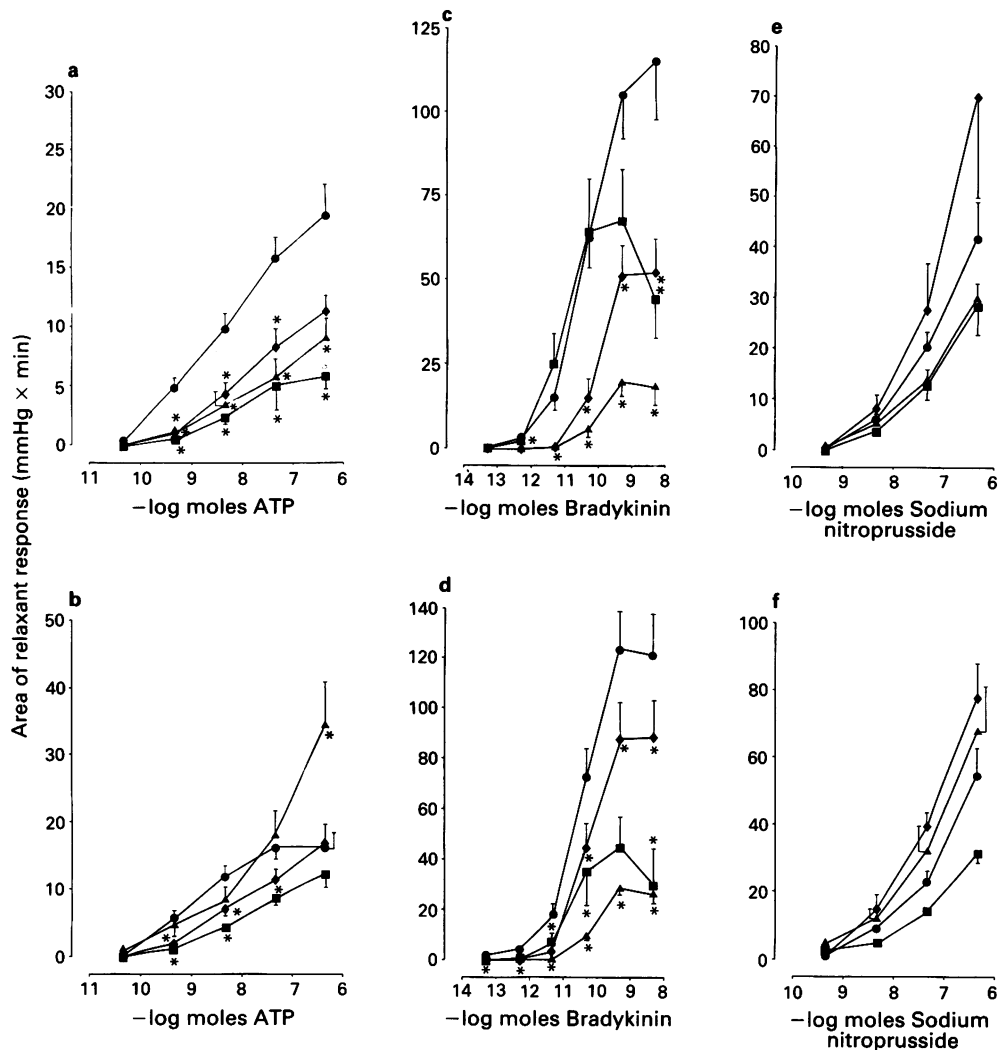 Area of relaxant response (mmHg × min)
a
30
25
20
15
10
5
0
11 10 9 8 7 6
−log moles ATP
c
125
100
75
50
25
0
13 12 11 10 9 8
−log moles Bradykinin
e
80
70
60
50
40
30
20
10
0
10 9 8 7 6
−log moles Sodium
nitroprusside
b
50
40
30
20
10
0
11 10 9 8 7 6
−log moles ATP
d
140
120
100
80
60
40
20
0
14 13 12 11 10 9 8
−log moles Bradykinin
f
100
80
60
40
20
0
10 9 8 7 6
−log moles Sodium
nitroprusside